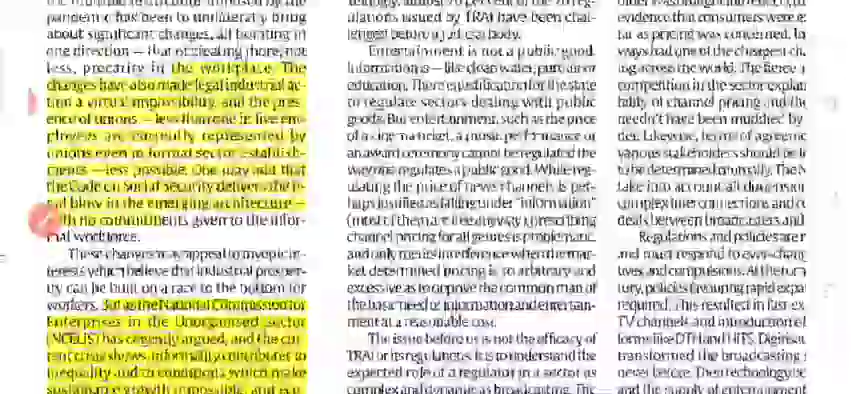 pandemic has been to unilaterally bring
about significant changes, all pointing in
one direction — that of creating more, not
less, precarity in the workplace. The
changes have also made legal industrial ac-
tion a virtual impossibility, and the pres-
ence of unions — less than one in five em-
ployees are currently represented by
unions even in formal sector establish-
ments — less possible. One may add that
the Code on Social Security delivers the
blow in the emerging architecture —
with no commitments given to the infor-
mal workforce.
These changes may appeal to myopic in-
terests which believe that industrial prosper-
ity can be built on a race to the bottom for
workers. But as the National Commission for
Enterprises in the Unorganised sector
(NCEUS) has cogently argued, and the cur-
rent crisis shows, informality contributes to
inequality and to conditions which make
sustainable growth impossible, and
ulations issued by TRAI have been chal-
lenged before a judicial body.
Entertainment is not a public good.
Information is — like clean water, pure air or
education. There is justification for the state
to regulate sectors dealing with public
goods. But entertainment, such as the price
of a cinema ticket, a music performance or
an award ceremony cannot be regulated the
way one regulates a public good. While reg-
ulating the price of news channels is per-
haps justified as falling under "information"
(most of them are free anyway) prescribing
channel pricing for all genres is problematic,
and only merits interference when the mar-
ket determined pricing is so arbitrary and
excessive as to deprive the common man of
the basic need of information and entertain-
ment at a reasonable cost.
The issue before us is not the efficacy of
TRAI or its regulations. It is to understand the
expected role of a regulator in a sector as
complex and dynamic as broadcasting. The
evidence that consumers were
far as pricing was concerned. In
ways had one of the cheapest
ing across the world. The fierce
competition in the sector
bility of channel pricing and
needn't have been muddied by
der. Likewise, terms of
various stakeholders should be
to be determined mutually. The
take into account all
complex interconnections and
deals between broadcasters and
Regulations and policies are
and must respond to
tives and compulsions. At the
tury, policies favouring rapid
required. This resulted in fast
TV channels and introduction of
forms like DTH and HITS.
transformed the broadcasting
never before. Then technology
and the supply of entertainment